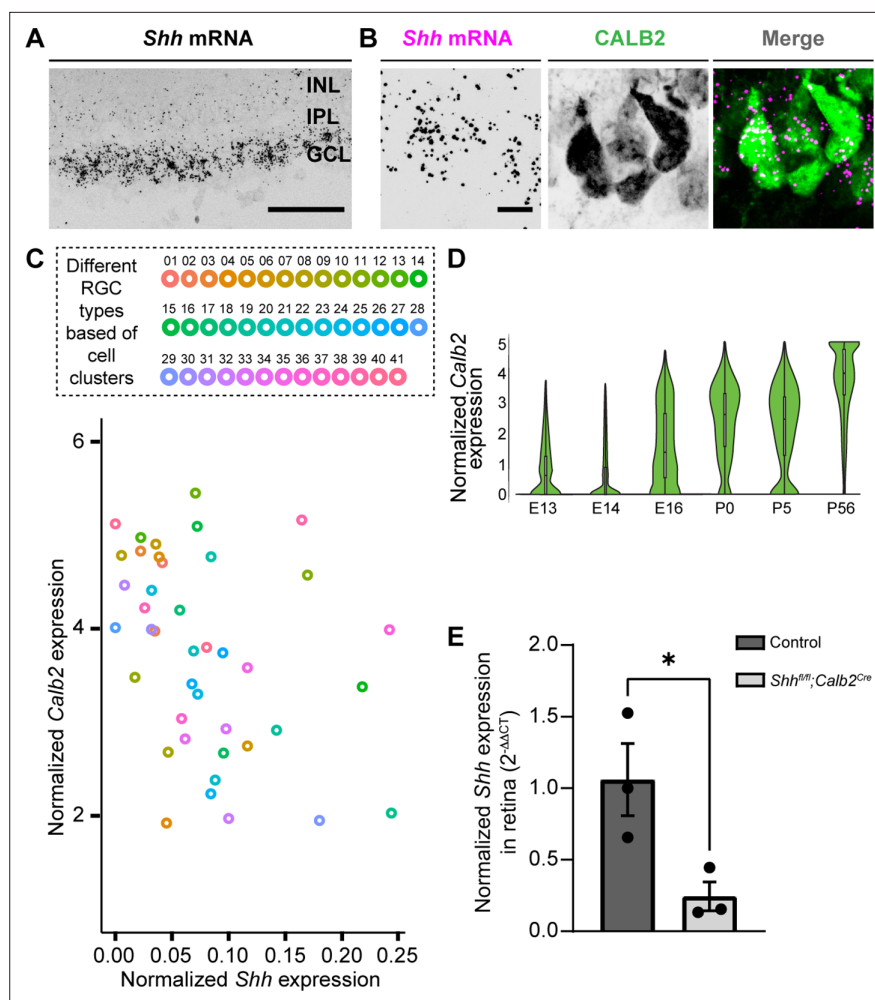 A
Shh mRNA
INL
IPL
GCL
B
Shh mRNA
CALB2
Merge
C
Different
RGC
types
based of
cell
clusters
01 02 03 04 05 06 07 08 09 10 11 12 13 14
15 16 17 18 19 20 21 22 23 24 25 26 27 28
29 30 31 32 33 34 35 36 37 38 39 40 41
Normalized Calb2 expression
6
4
2
0.00 0.05 0.10 0.15 0.20 0.25
Normalized Shh expression
D
Normalized Calb2
expression
5
4
3
2
1
0
E13 E14 E16 P0 P5 P56
E
Normalized Shh expression
in retina (2-ΔΔCT)
2.0
1.5
1.0
0.5
0.0
*
Control
Shhfl/fl;Calb2Cre